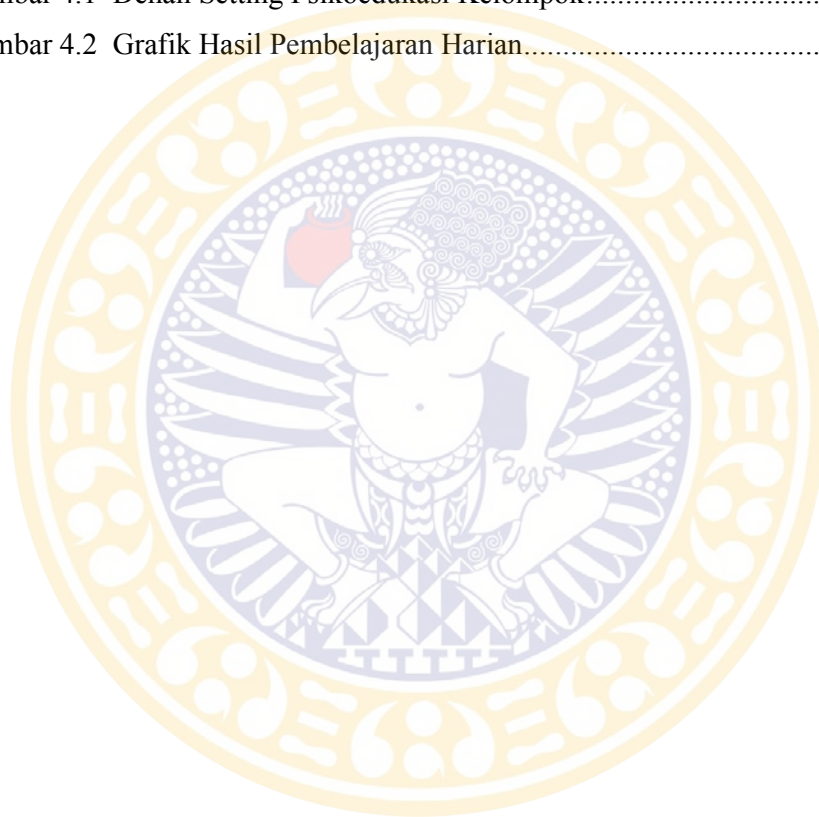 mbar 4.1 Denah Setting Psikoedukasi Kelompok..........................................
mbar 4.2 Grafik Hasil Pembelajaran Harian..........................................